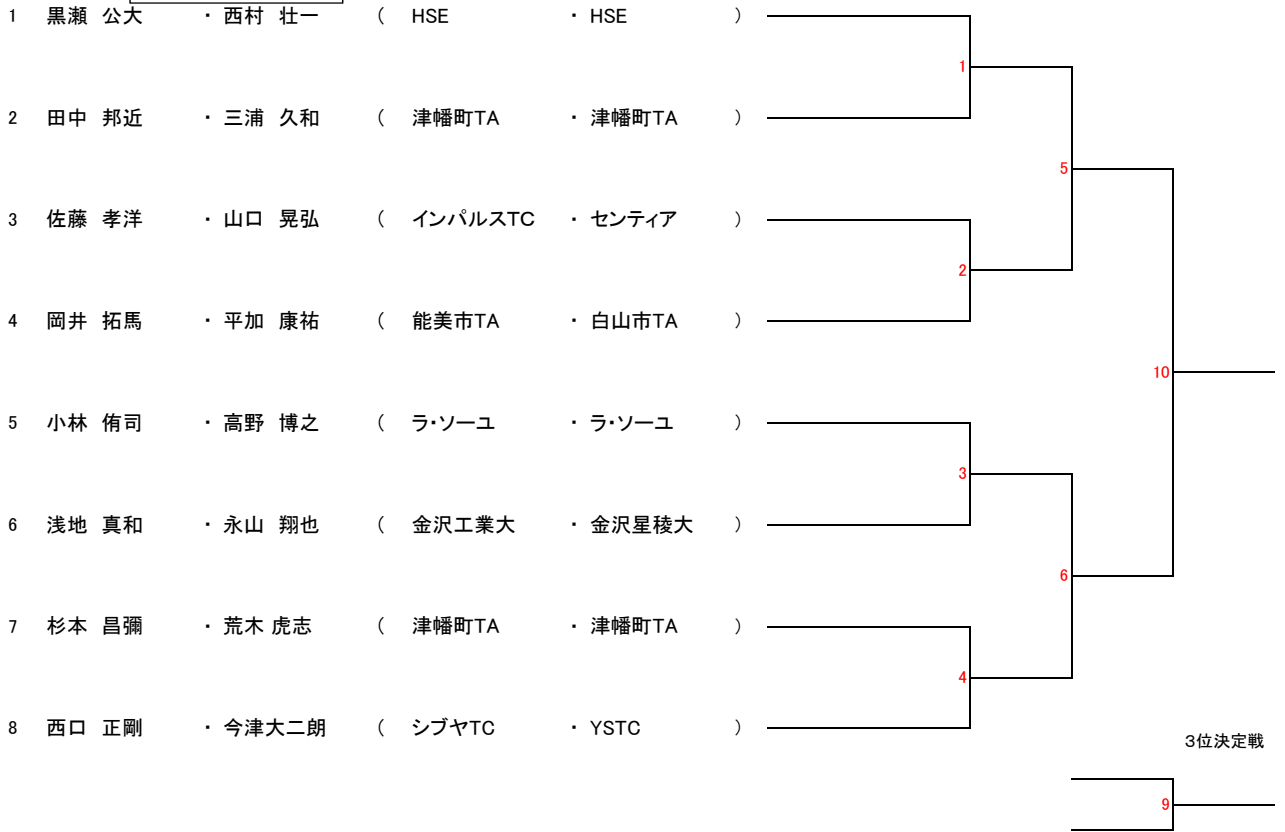 1 黒瀬 公大 ・ 西村 壮一 ( HSE ・ HSE )
1
2 田中 邦近 ・ 三浦 久和 ( 津幡町TA ・ 津幡町TA )
5
3 佐藤 孝洋 ・ 山口 晃弘 ( インパルスTC ・ センティア )
2
4 岡井 拓馬 ・ 平加 康祐 ( 能美市TA ・ 白山市TA )
10
5 小林 侑司 ・ 高野 博之 ( ラ・ソーユ ・ ラ・ソーユ )
3
6 浅地 真和 ・ 永山 翔也 ( 金沢工業大 ・ 金沢星稜大 )
6
7 杉本 昌彌 ・ 荒木 虎志 ( 津幡町TA ・ 津幡町TA )
4
8 西口 正剛 ・ 今津大二朗 ( シブヤTC ・ YSTC )
3位決定戦
9